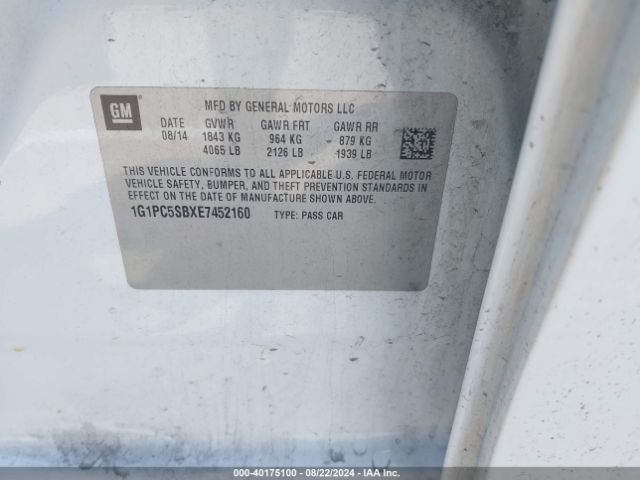 GM
MFD BY GENERAL MOTORS LLC
DATE GVWR GAWR FRT GAWR RR
08/14 1843 KG 964 KG 879 KG
4065 LB 2126 LB 1939 LB
THIS VEHICLE CONFORMS TO ALL APPLICABLE U.S. FEDERAL MOTOR
VEHICLE SAFETY, BUMPER, AND THEFT PREVENTION STANDARDS IN
EFFECT ON THE DATE OF MANUFACTURE SHOWN ABOVE.
1G1PC5SBXE7452160 TYPE: PASS CAR
000-40175100 - 08/22/2024 - IAA Inc.